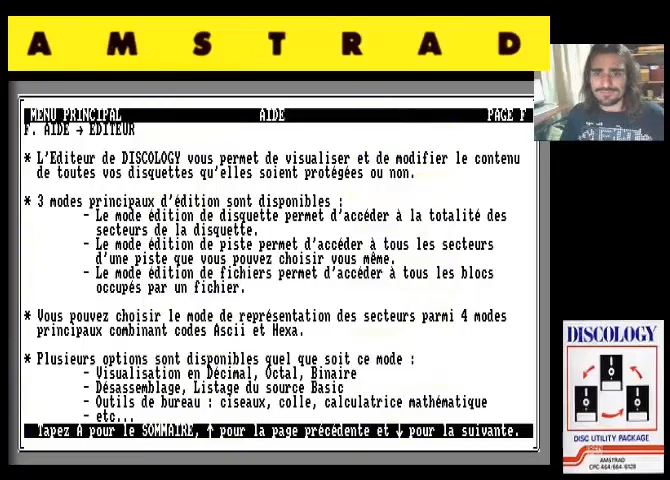 AMSTRAD
MENU PRINCIPAL AIDE PAGE F
F. AIDE → EDITEUR
* L'Editeur de DISCOLOGY vous permet de visualiser et de modifier le contenu
de toutes vos disquettes qu'elles soient protégées ou non.
* 3 modes principaux d'édition sont disponibles :
- Le mode édition de disquette permet d'accéder à la totalité des
secteurs de la disquette.
- Le mode édition de piste permet d'accéder à tous les secteurs
d'une piste que vous pouvez choisir vous même.
- Le mode édition de fichiers permet d'accéder à tous les blocs
occupés par un fichier.
* Vous pouvez choisir le mode de représentation des secteurs parmi 4 modes
principaux combinant codes Ascii et Hexa.
* Plusieurs options sont disponibles quel que soit ce mode :
- Visualisation en Décimal, Octal, Binaire
- Désassemblage, Listage du source Basic
- Outils de bureau : ciseaux, colle, calculatrice mathématique
- etc...
Tapez A pour le SOMMAIRE, ↑ pour la page précédente et ↓ pour la suivante.
DISCOLOGY
DISC UTILITY PACKAGE
AMSTRAD
CPC 464·664·6128